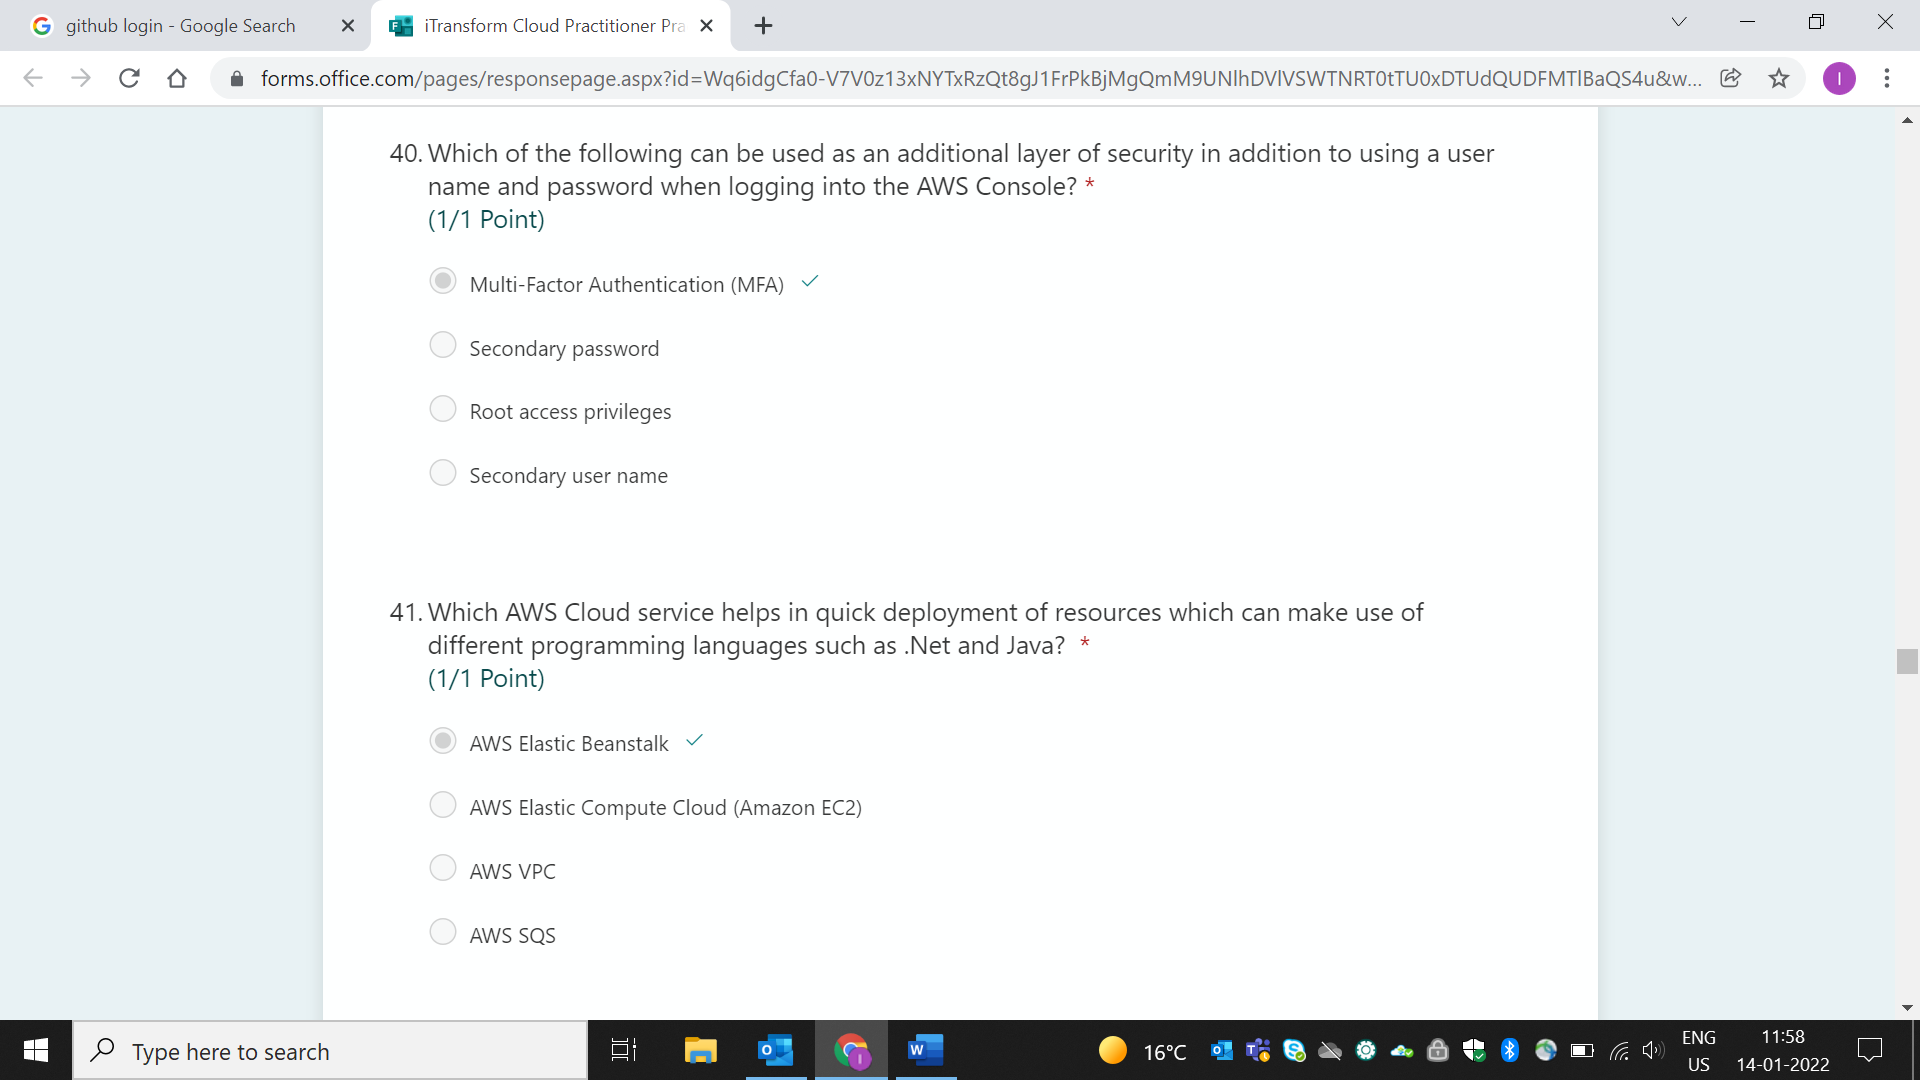 github login - Google Search
iTransform Cloud Practitioner Pra
forms.office.com/pages/responsepage.aspx?id=Wq6idgCfa0-V7V0z13xNYTxRzQt8gJ1FrPkBjMgQmM9UNlhDVlVSWTNRT0tTU0xDTUdQUDFMTlBaQS4u&w...
I
40. Which of the following can be used as an additional layer of security in addition to using a user
name and password when logging into the AWS Console? *
(1/1 Point)
Multi-Factor Authentication (MFA)
Secondary password
Root access privileges
Secondary user name
41. Which AWS Cloud service helps in quick deployment of resources which can make use of
different programming languages such as .Net and Java? *
(1/1 Point)
AWS Elastic Beanstalk
AWS Elastic Compute Cloud (Amazon EC2)
AWS VPC
AWS SQS
Type here to search
16°C
ENG
US
11:58
14-01-2022